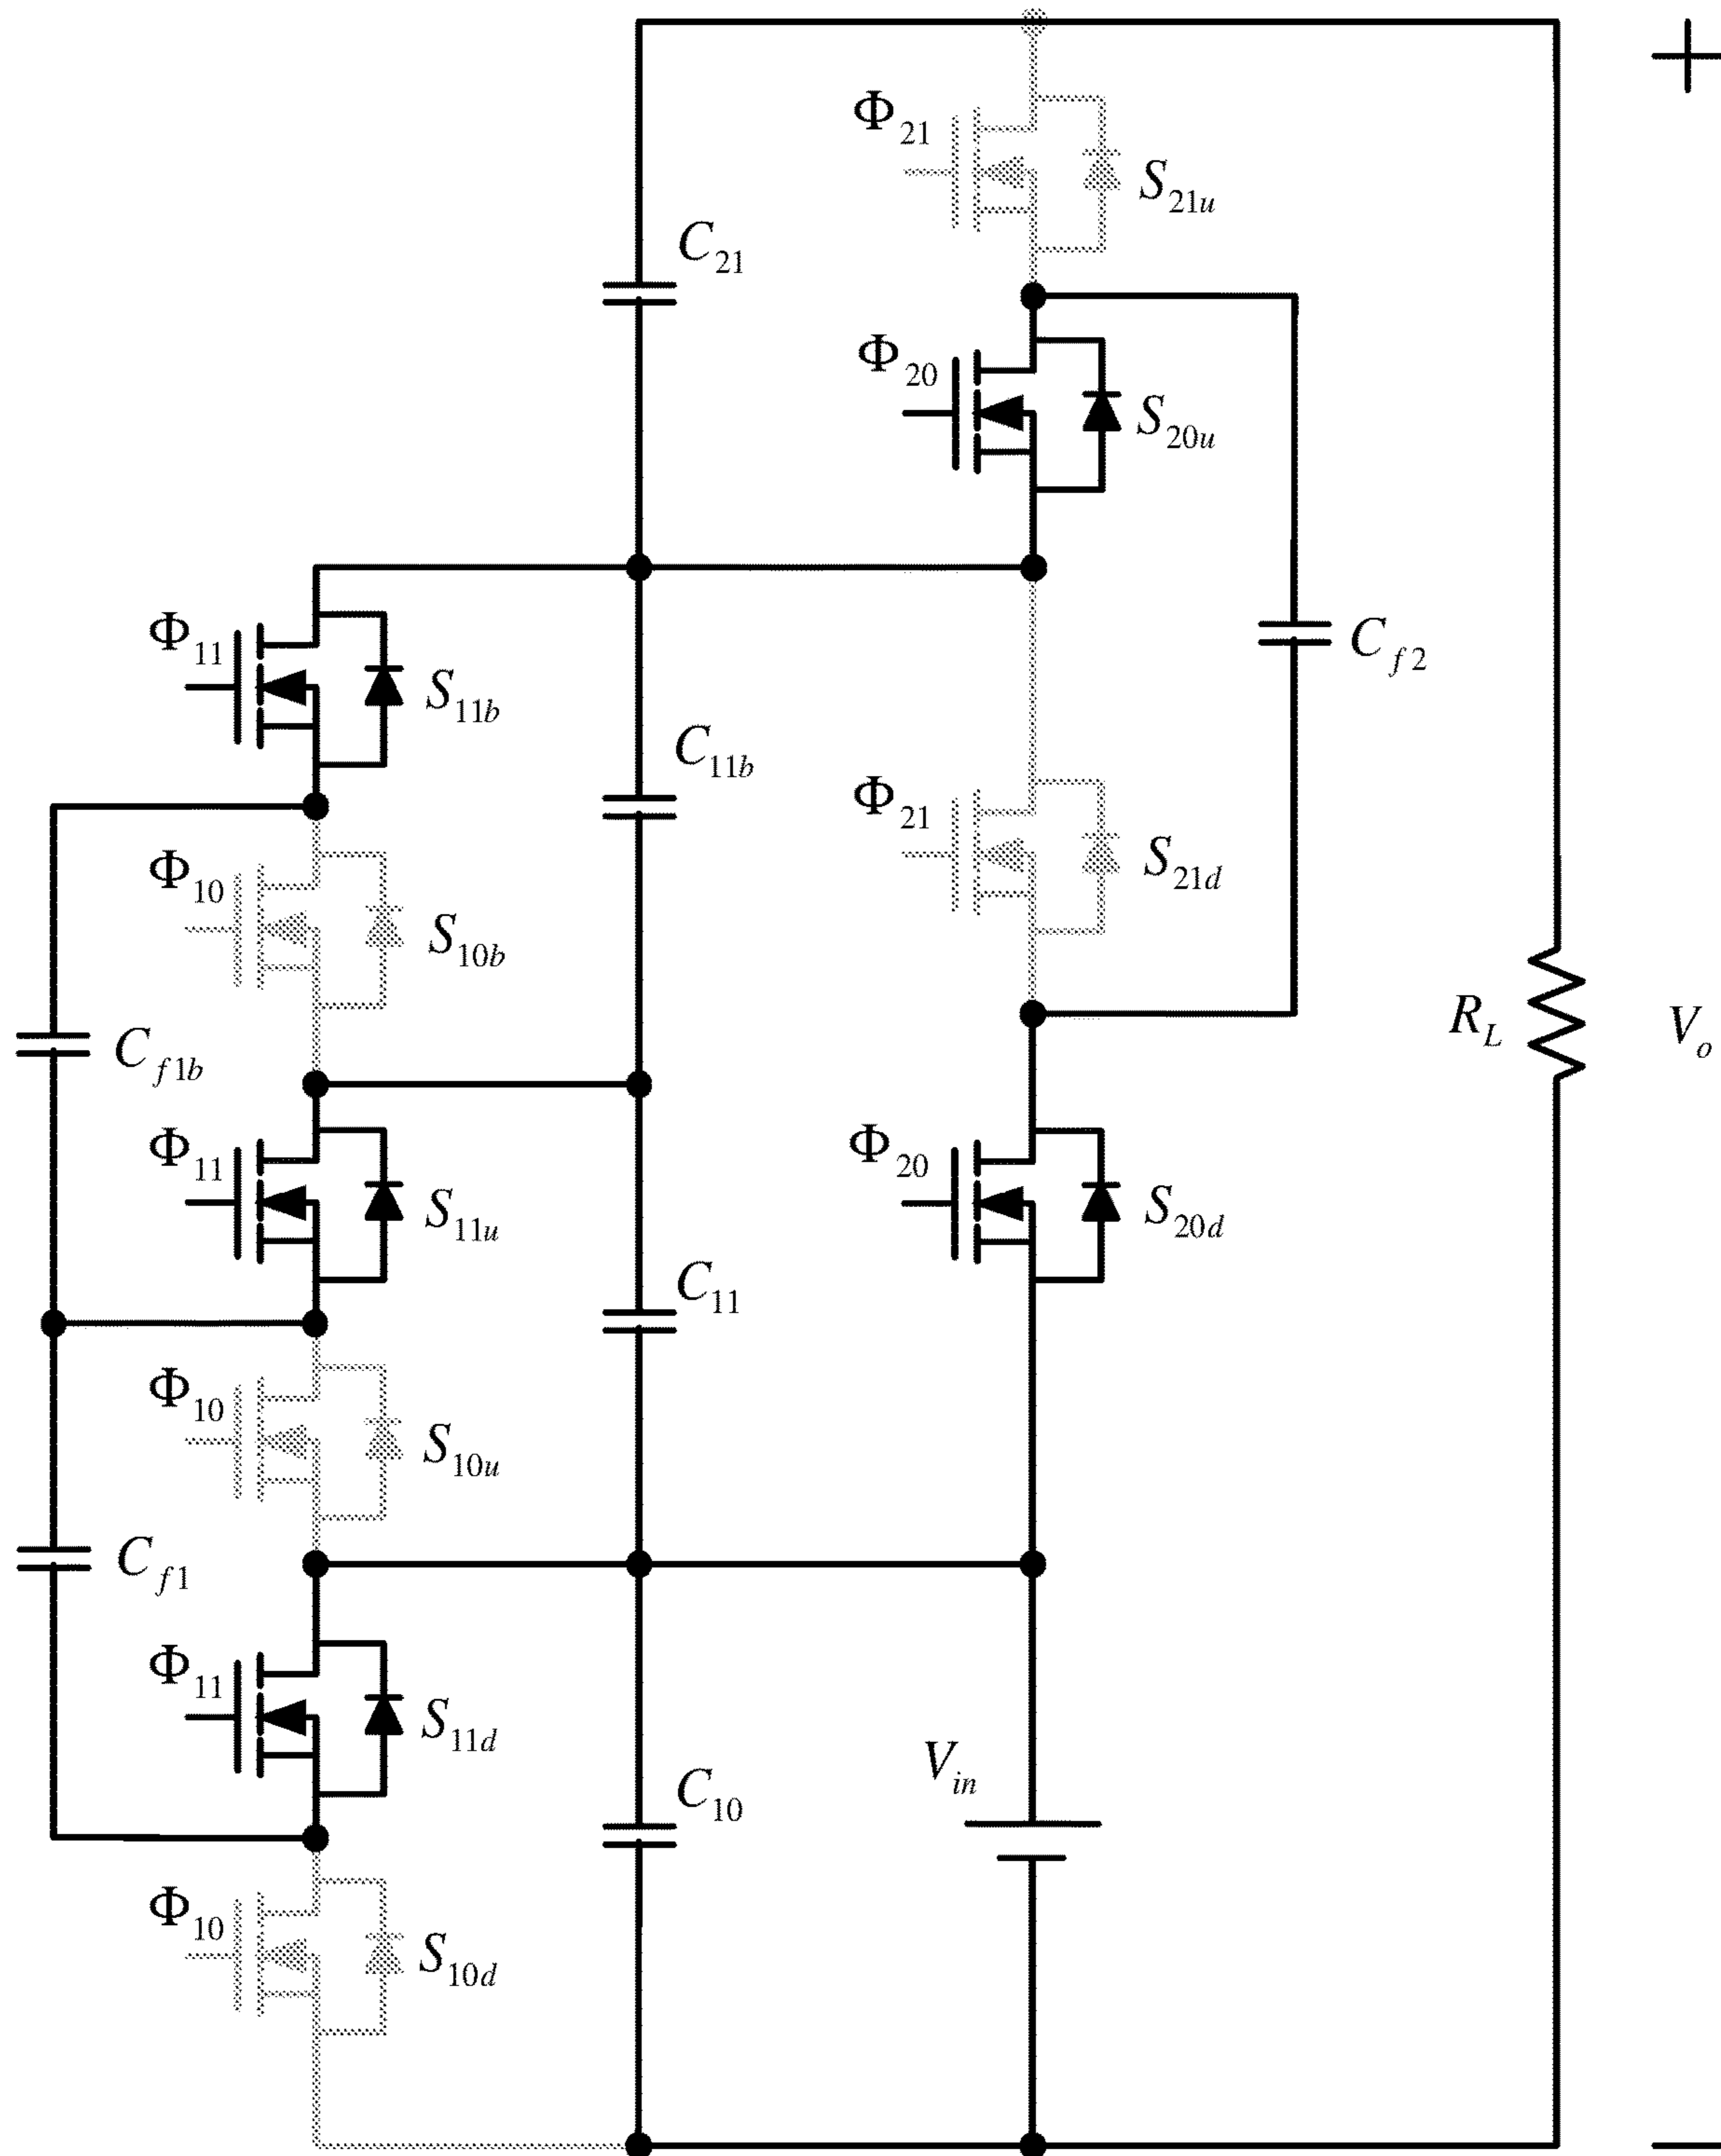 +
Φ21
S21u
C21
Φ20
S20u
Φ11
S11b
C11b
Cf2
Φ21
S21d
Φ10
S10b
Cf1b
RL
Vo
Φ11
S11u
Φ20
S20d
C11
Φ10
S10u
Cf1
Φ11
S11d
Vin
C10
Φ10
S10d